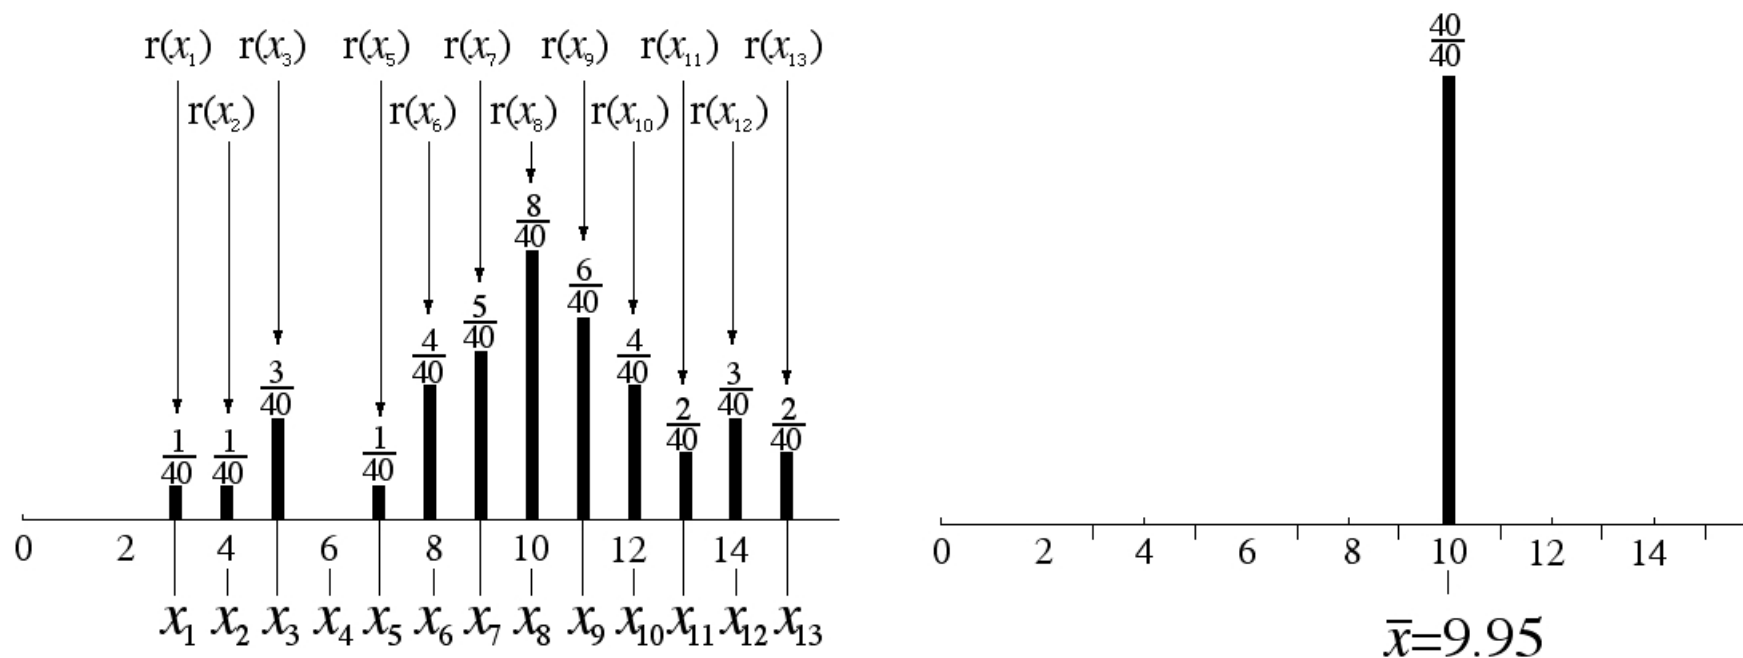 r(x₁) r(x₃) r(x₅) r(x₇) r(x₉) r(x₁₁) r(x₁₃)
r(x₂) r(x₆) r(x₈) r(x₁₀) r(x₁₂)
1/40 1/40 3/40 1/40 4/40 5/40 8/40 6/40 4/40 2/40 3/40 2/40
0 2 4 6 8 10 12 14
x₁ x₂ x₃ x₄ x₅ x₆ x₇ x₈ x₉ x₁₀ x₁₁ x₁₂ x₁₃
40/40
0 2 4 6 8 10 12 14
x̄=9.95